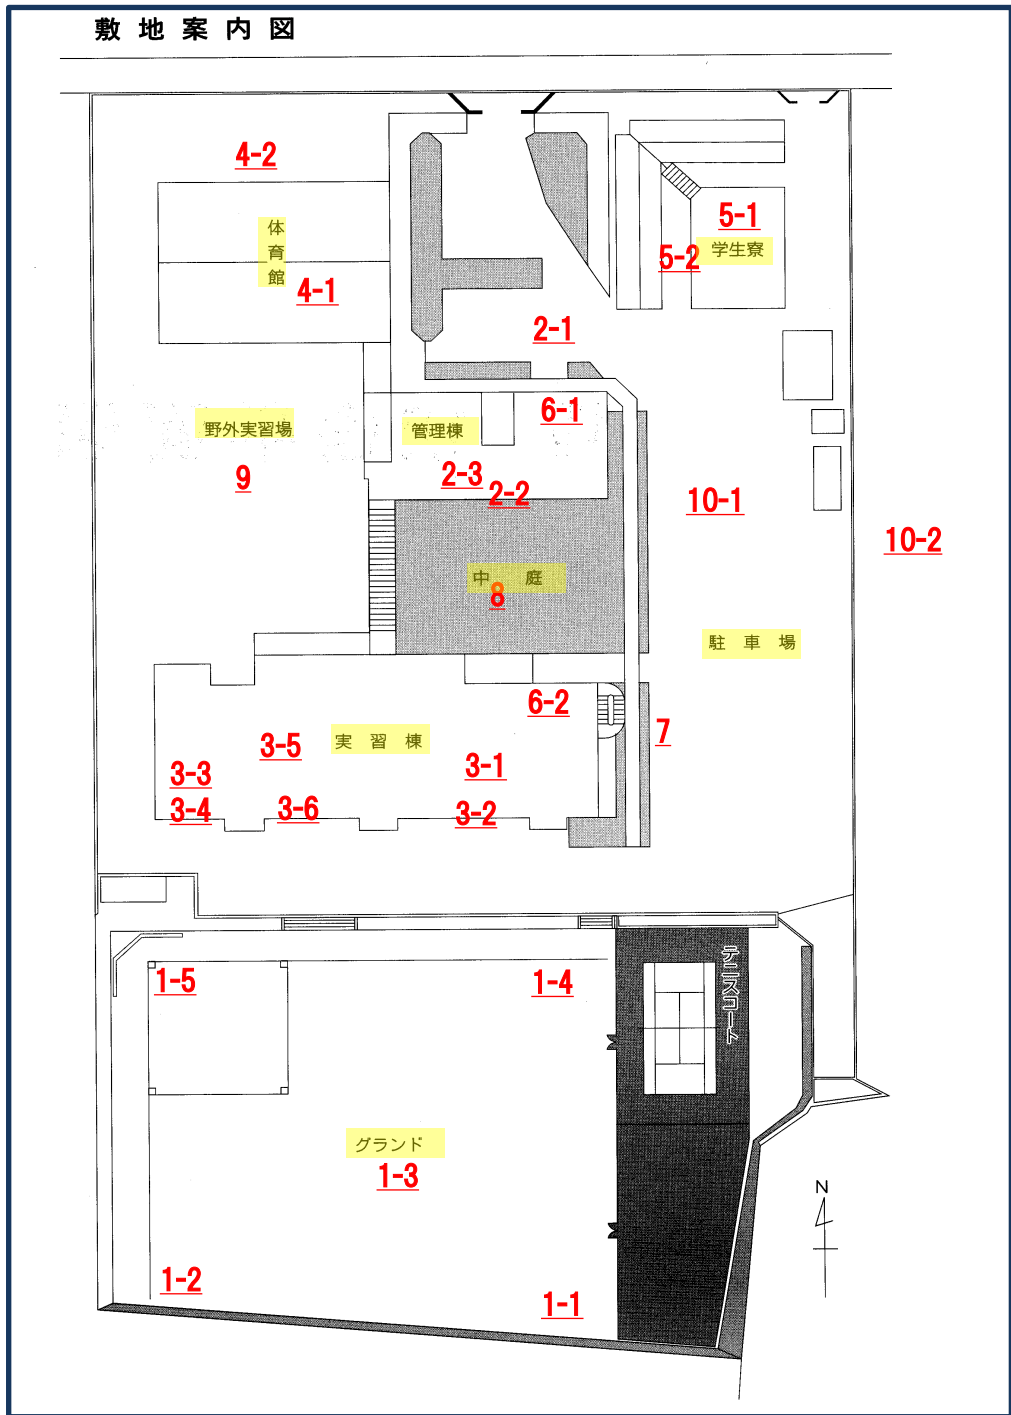 敷地案内図
4-2
体育館
4-1
5-1
学生寮
5-2
2-1
6-1
野外実習場
管理棟
9
2-3
2-2
10-1
10-2
中庭
8
駐車場
6-2
7
実習棟
3-5
3-1
3-3
3-4
3-6
3-2
テニスコート
1-5
1-4
グランド
1-3
N
1-2
1-1